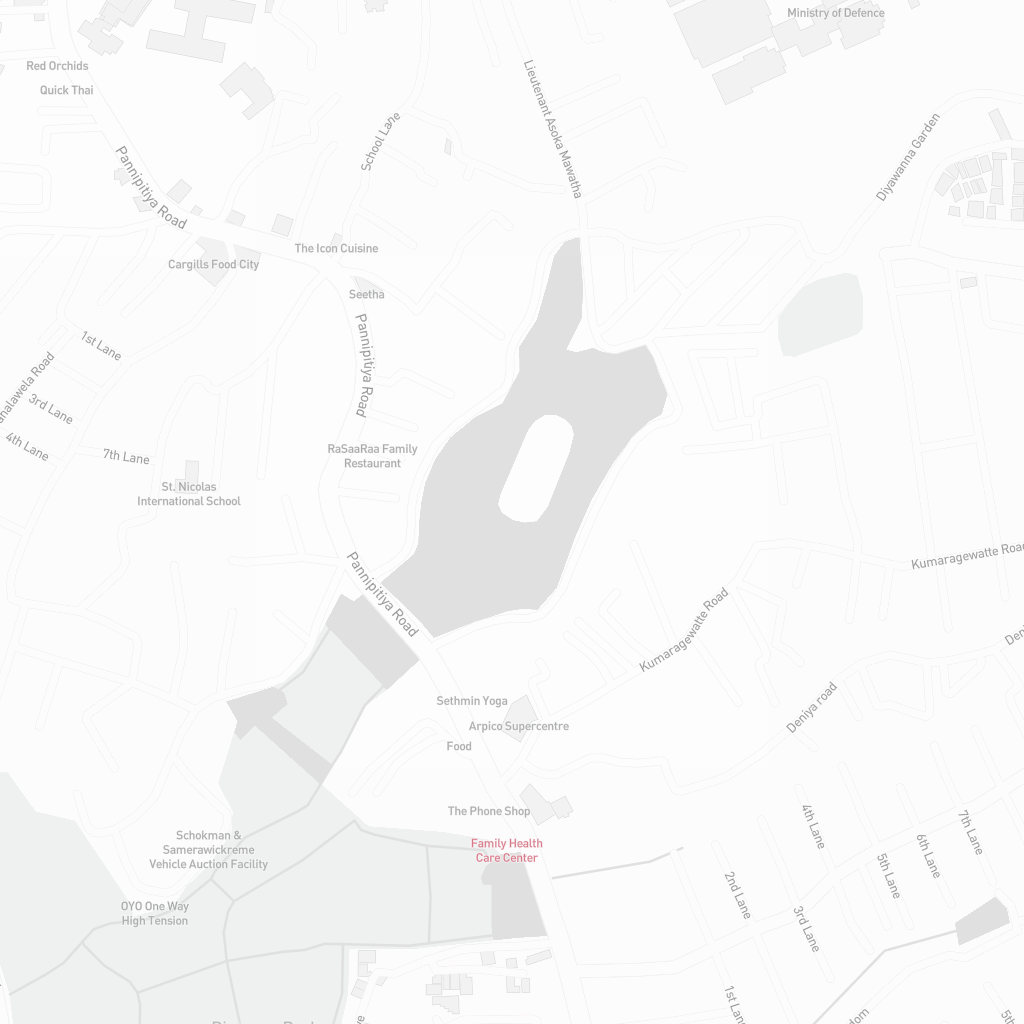 Ministry of Defence
Red Orchids
Quick Thai
Lieutenant Asoka Mawatha
School Lane
Diyawanna Garden
Pannipitiya Road
The Icon Cuisine
Cargills Food City
Seetha
Pannipitiya Road
1st Lane
3rd Lane
4th Lane
7th Lane
RaSaaRaa Family
Restaurant
St. Nicolas
International School
Pannipitiya Road
Kumaragewatte Road
Kumaragewatte Road
Deniya road
Sethmin Yoga
Arpico Supercentre
Food
The Phone Shop
Family Health
Care Center
Schokman &
Samerawickreme
Vehicle Auction Facility
OYO One Way
High Tension
4th Lane
7th Lane
6th Lane
5th Lane
2nd Lane
3rd Lane
1st Lane
5th